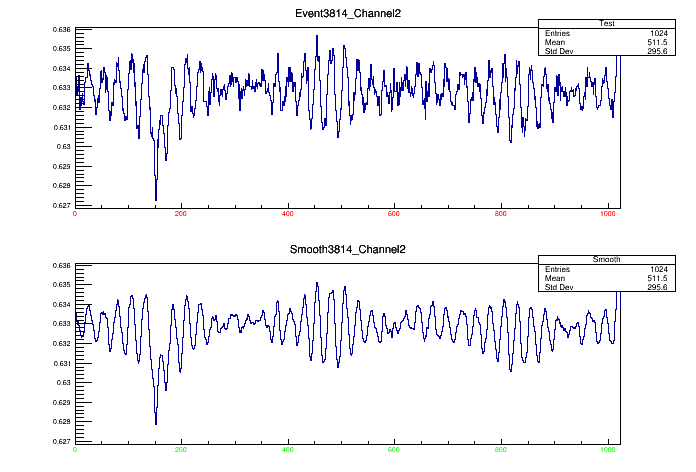 Event3814_Channel2
Test
Entries 1024
Mean 511.5
Std Dev 295.6
0.636
0.635
0.634
0.633
0.632
0.631
0.63
0.629
0.628
0.627
0 200 400 600 800 1000
Smooth3814_Channel2
Smooth
Entries 1024
Mean 511.5
Std Dev 295.6
0.636
0.635
0.634
0.633
0.632
0.631
0.63
0.629
0.628
0.627
0 200 400 600 800 1000